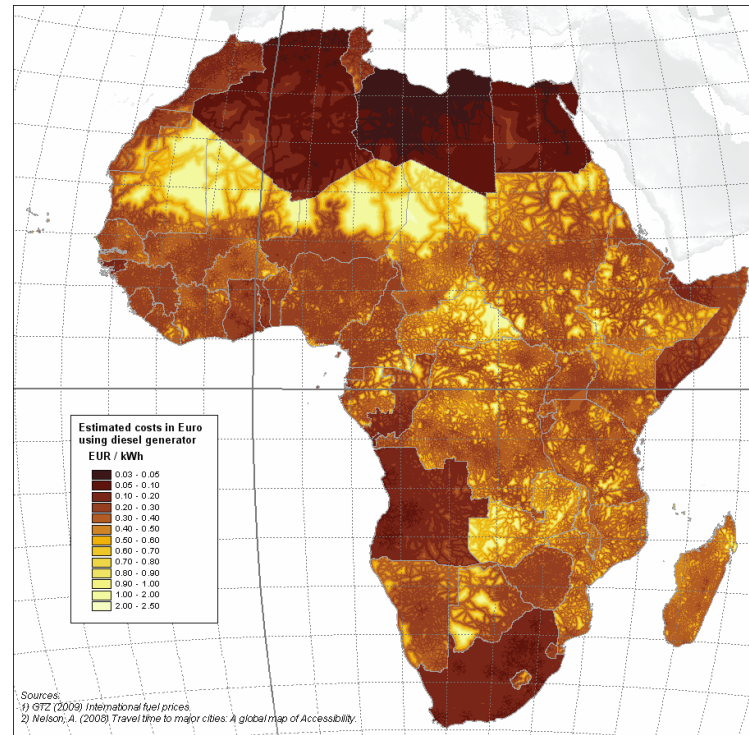 Estimated costs in Euro
using diesel generator
EUR / kWh
0.03 - 0.05
0.05 - 0.10
0.10 - 0.20
0.20 - 0.30
0.30 - 0.40
0.40 - 0.50
0.50 - 0.60
0.60 - 0.70
0.70 - 0.80
0.80 - 0.90
0.90 - 1.00
1.00 - 2.00
2.00 - 2.50
Sources:
1) GTZ (2009) International fuel prices
2) Nelson, A. (2008) Travel time to major cities: A global map of Accessibility.